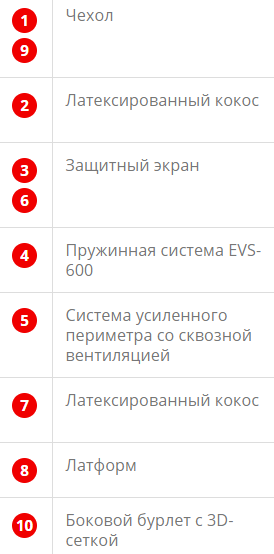 1 Чехол
9
2 Латексированный кокос
3 Защитный экран
6
4 Пружинная система EVS-
600
5 Система усиленного
периметра со сквозной
вентиляцией
7 Латексированный кокос
8 Латформ
10 Боковой бурлет с 3D-
сеткой